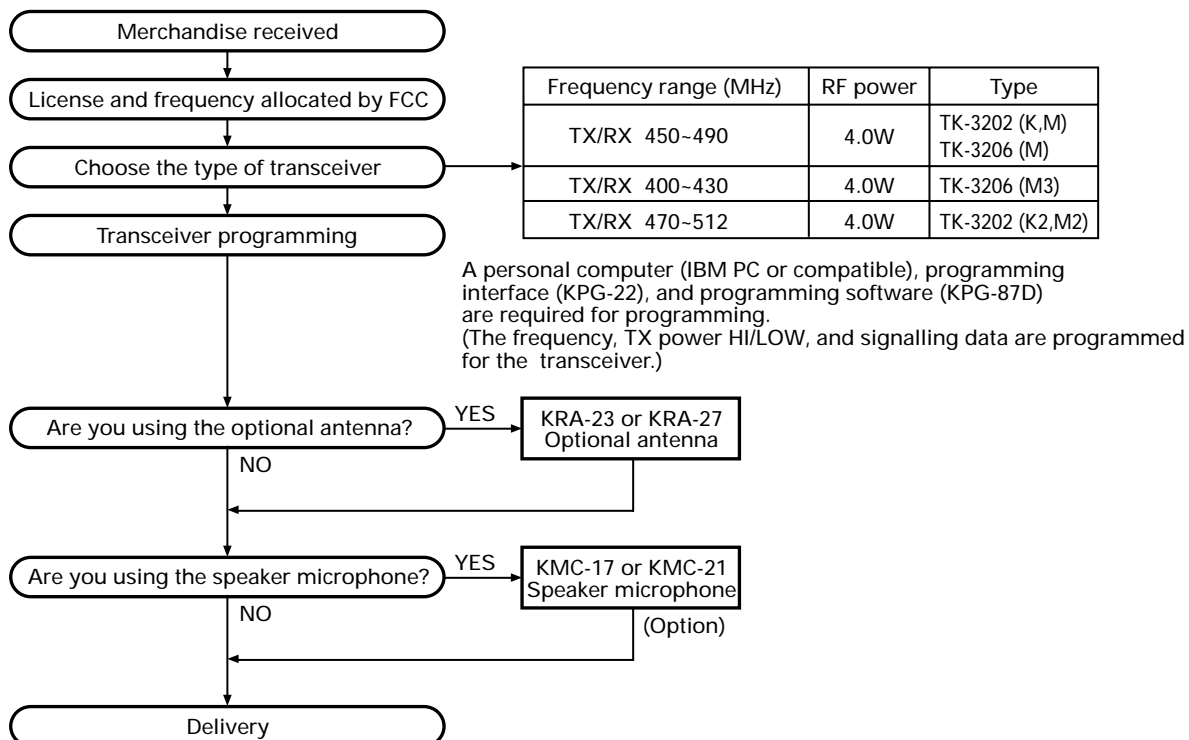 Merchandise received
License and frequency allocated by FCC
Choose the type of transceiver
Frequency range (MHz) RF power Type
TX/RX 450~490 4.0W TK-3202 (K,M)
TK-3206 (M)
TX/RX 400~430 4.0W TK-3206 (M3)
TX/RX 470~512 4.0W TK-3202 (K2,M2)
Transceiver programming
A personal computer (IBM PC or compatible), programming
interface (KPG-22), and programming software (KPG-87D)
are required for programming.
(The frequency, TX power HI/LOW, and signalling data are programmed
for the transceiver.)
Are you using the optional antenna?
YES
KRA-23 or KRA-27
Optional antenna
NO
Are you using the speaker microphone?
YES
KMC-17 or KMC-21
Speaker microphone
(Option)
NO
Delivery